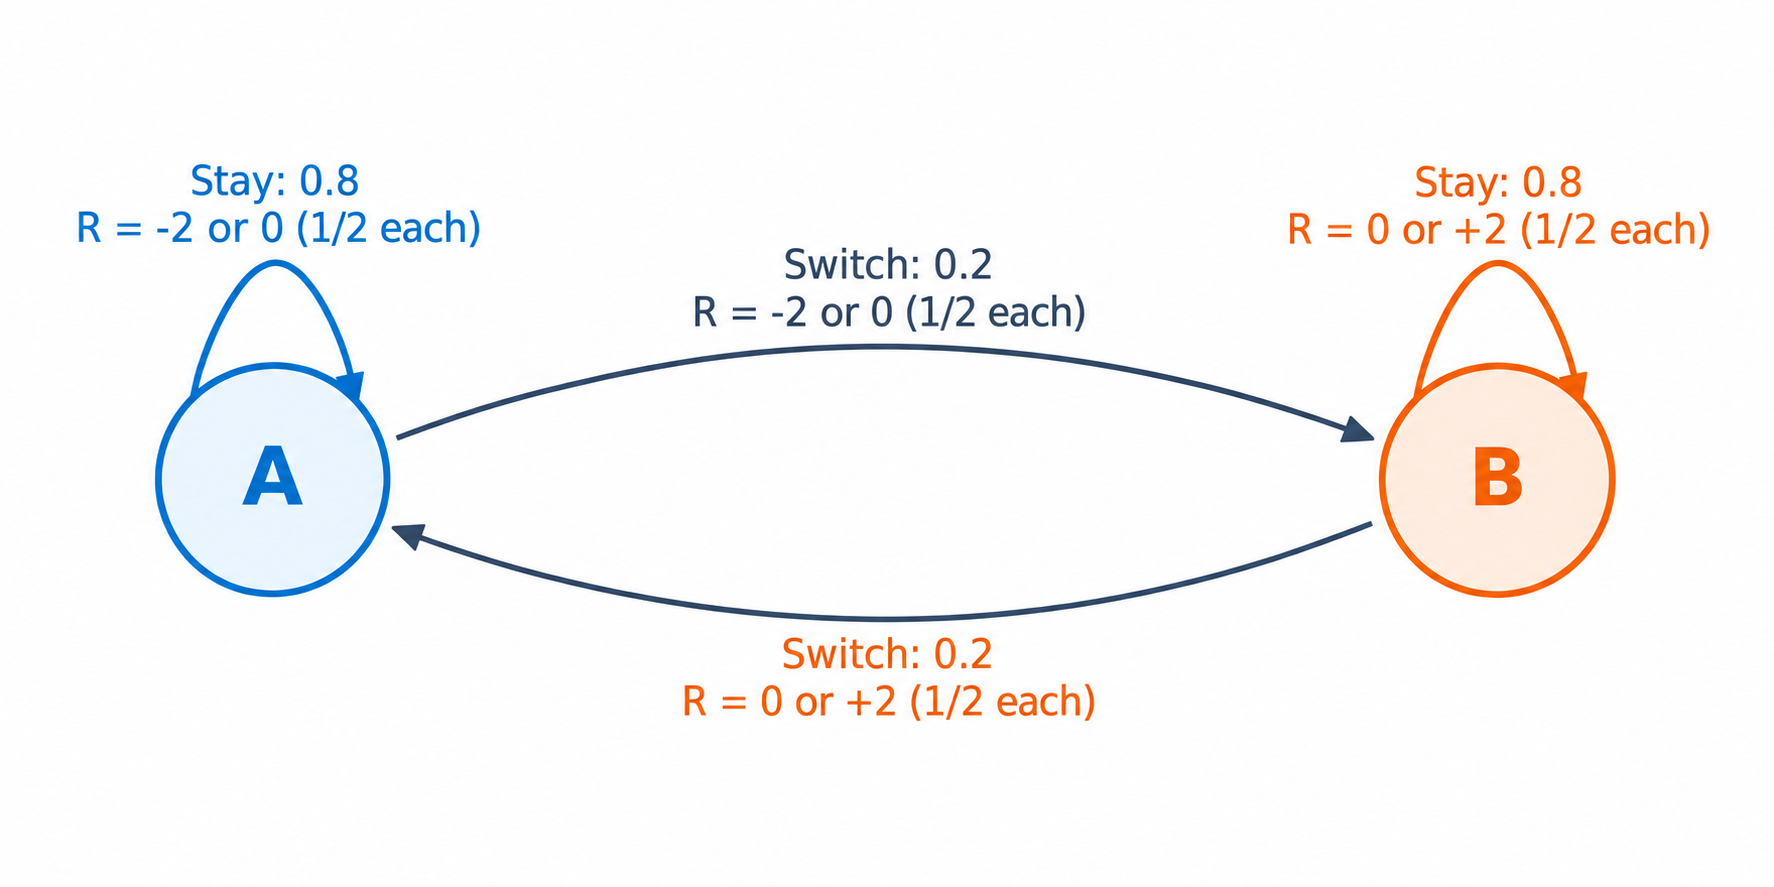 Stay: 0.8
R = -2 or 0 (1/2 each)
Stay: 0.8
R = 0 or +2 (1/2 each)
Switch: 0.2
R = -2 or 0 (1/2 each)
A
B
Switch: 0.2
R = 0 or +2 (1/2 each)